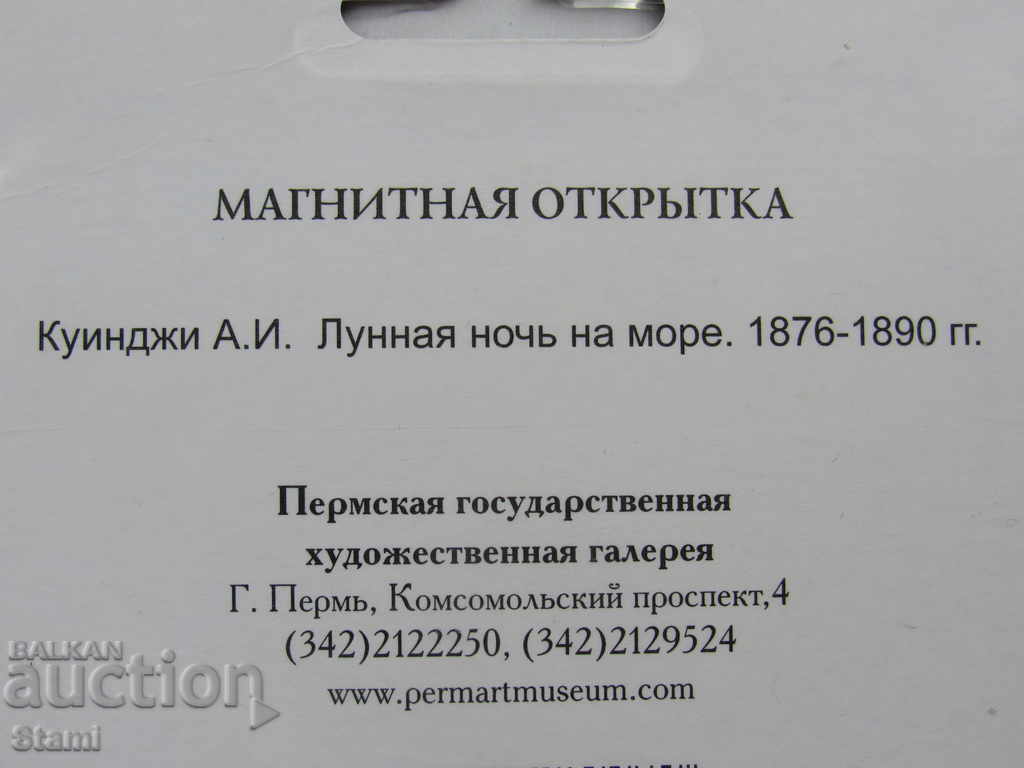 МАГНИТНАЯ ОТКРЫТКА
Куинджи А.И. Лунная ночь на море. 1876-1890 гг.
Пермская государственная
художественная галерея
Г. Пермь, Комсомольский проспект,4
(342)2122250, (342)2129524
www.permartmuseum.com
BALKAN
auction
Stami